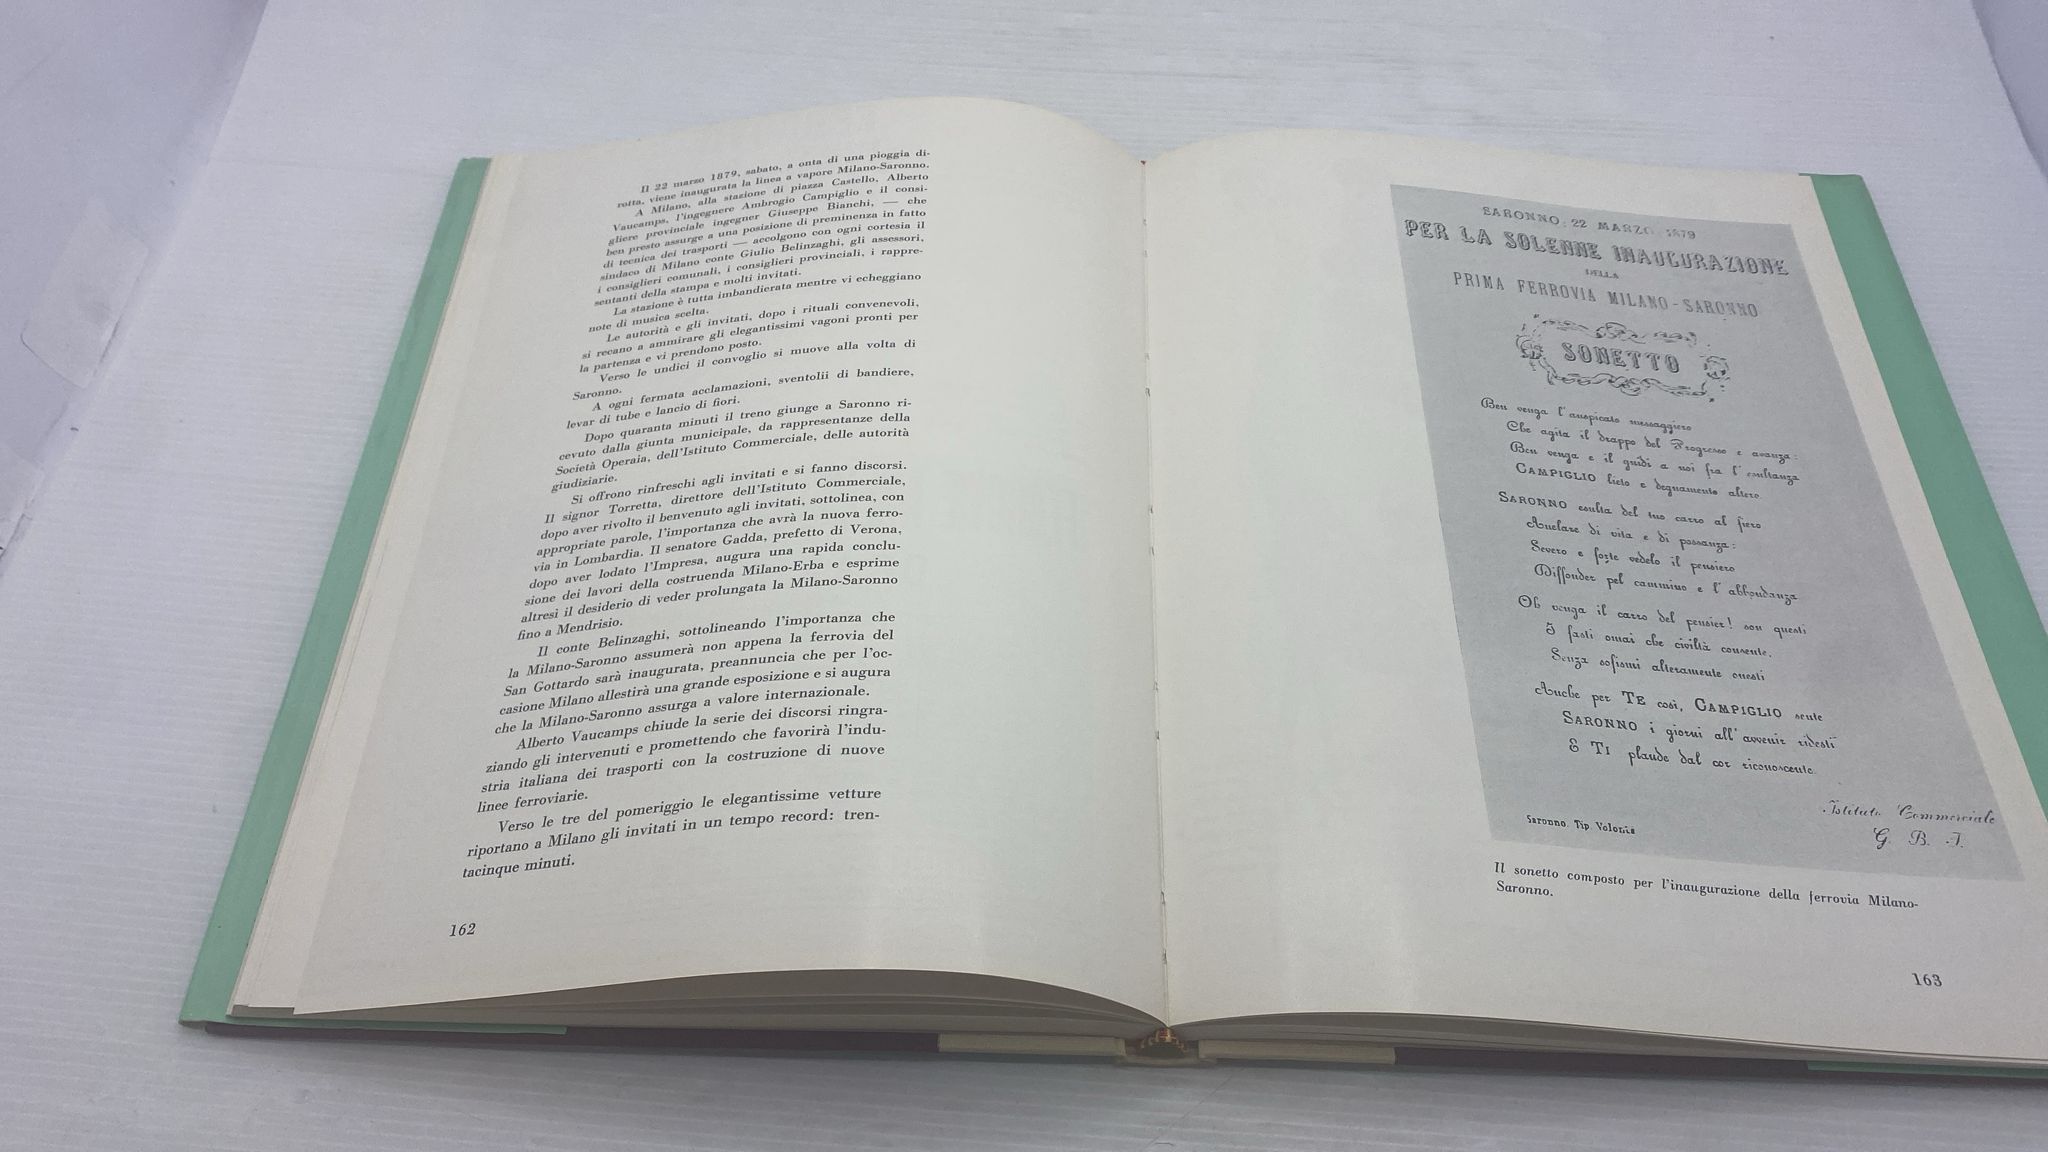 Il 22 marzo 1879, sabato, a onta di una pioggia di-
rotta, viene inaugurata la linea a vapore Milano-Saronno.
A Milano, alla stazione di piazza Castello, Alberto
Vaucamps, l'ingegnere Ambrogio Campiglio e il consi-
gliere provinciale ingegner Giuseppe Bianchi, — che
ben presto assurge a una posizione di preminenza in fatto
di tecnica dei trasporti — accolgono con ogni cortesia il
sindaco di Milano conte Giulio Belinzaghi, gli assessori,
i consiglieri comunali, i consiglieri provinciali, i rappre-
sentanti della stampa e molti invitati.
La stazione è tutta imbandierata mentre vi echeggiano
note di musica scelta.
Le autorità e gli invitati, dopo i rituali convenevoli,
si recano a ammirare gli elegantissimi vagoni pronti per
la partenza e vi prendono posto.
Verso le undici il convoglio si muove alla volta di
Saronno.
A ogni fermata acclamazioni, sventolii di bandiere,
levar di tube e lancio di fiori.
Dopo quaranta minuti il treno giunge a Saronno ri-
cevuto dalla giunta municipale, da rappresentanze della
Società Operaia, dell'Istituto Commerciale, delle autorità
giudiziarie.
Si offrono rinfreschi agli invitati e si fanno discorsi.
Il signor Torretta, direttore dell'Istituto Commerciale,
dopo aver rivolto il benvenuto agli invitati, sottolinea, con
appropriate parole, l'importanza che avrà la nuova ferro-
via in Lombardia. Il senatore Gadda, prefetto di Verona,
dopo aver lodato l'Impresa, augura una rapida conclu-
sione dei lavori della costruenda Milano-Erba e esprime
altresì il desiderio di veder prolungata la Milano-Saronno
fino a Mendrisio.
Il conte Belinzaghi, sottolineando l'importanza che
la Milano-Saronno assumerà non appena la ferrovia del
San Gottardo sarà inaugurata, preannuncia che per l'oc-
casione Milano allestirà una grande esposizione e si augura
che la Milano-Saronno assurga a valore internazionale.
Alberto Vaucamps chiude la serie dei discorsi ringra-
ziando gli intervenuti e promettendo che favorirà l'indu-
stria italiana dei trasporti con la costruzione di nuove
linee ferroviarie.
Verso le tre del pomeriggio le elegantissime vetture
riportano a Milano gli invitati in un tempo record: tren-
tacinque minuti.
162
SARONNO, 22 MARZO, 1879
PER LA SOLENNE INAUGURAZIONE
DELLA
PRIMA FERROVIA MILANO-SARONNO
SONETTO
Ben venga l'auspicato messaggiero
Che agita il drappo del Progresso e avanza:
Ben venga e il guidi a noi fra l'esultanza
CAMPIGLIO lieto e degnamente altero.
SARONNO esulta del tuo carro al fiero
Anelare di vita e di possanza:
Severo e forte vedelo il pensiero
Diffonder pel cammino e l'abbondanza
Oh venga il carro del pensier! son questi
I fasti omai che civiltà consente,
Senza sofismi alteramente onesti
Anche per TE così, CAMPIGLIO sente
SARONNO i giorni all'avvenir ridesti
E TI plaude dal cor riconoscente.
Istituto Commerciale
G. B. T.
Saronno. Tip. Volonté
Il sonetto composto per l'inaugurazione della ferrovia Milano-
Saronno.
163